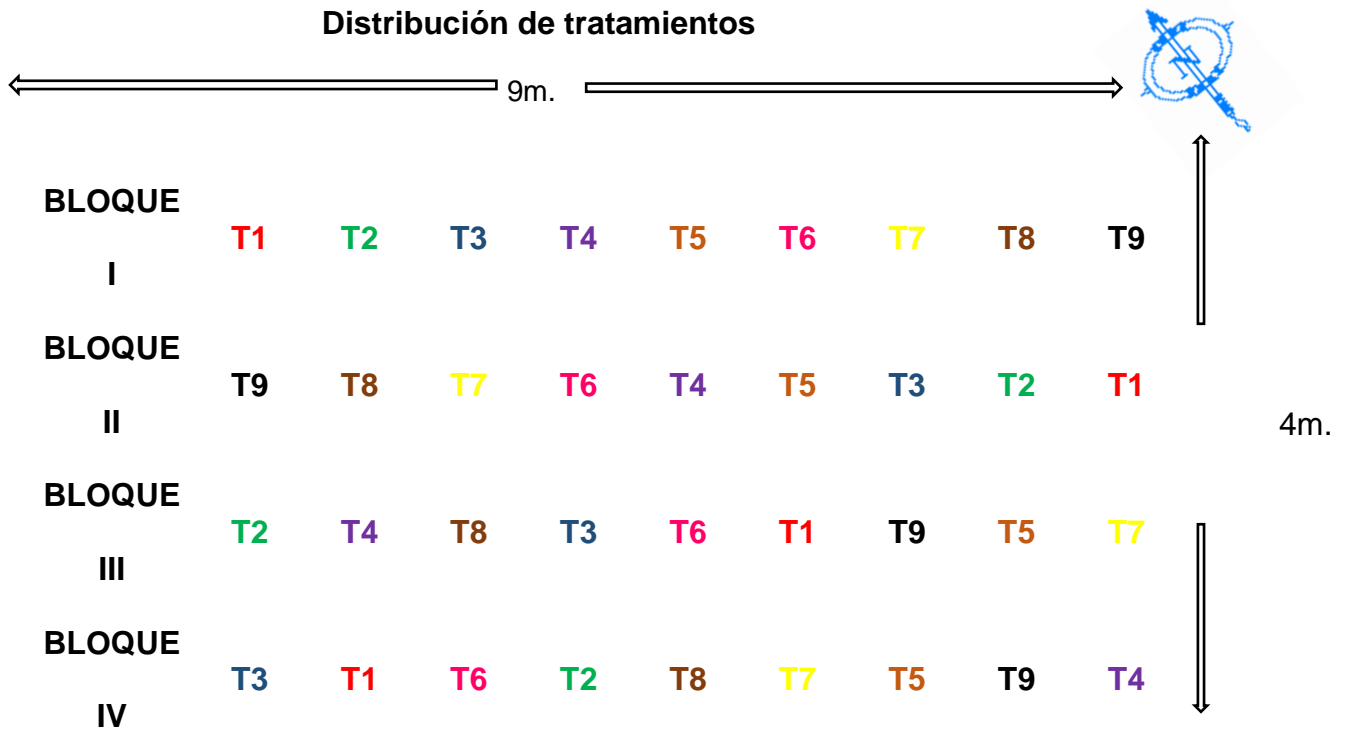 Distribución de tratamientos
9m.
BLOQUE
I
T1 T2 T3 T4 T5 T6 T7 T8 T9
BLOQUE
II
T9 T8 T7 T6 T4 T5 T3 T2 T1
4m.
BLOQUE
III
T2 T4 T8 T3 T6 T1 T9 T5 T7
BLOQUE
IV
T3 T1 T6 T2 T8 T7 T5 T9 T4